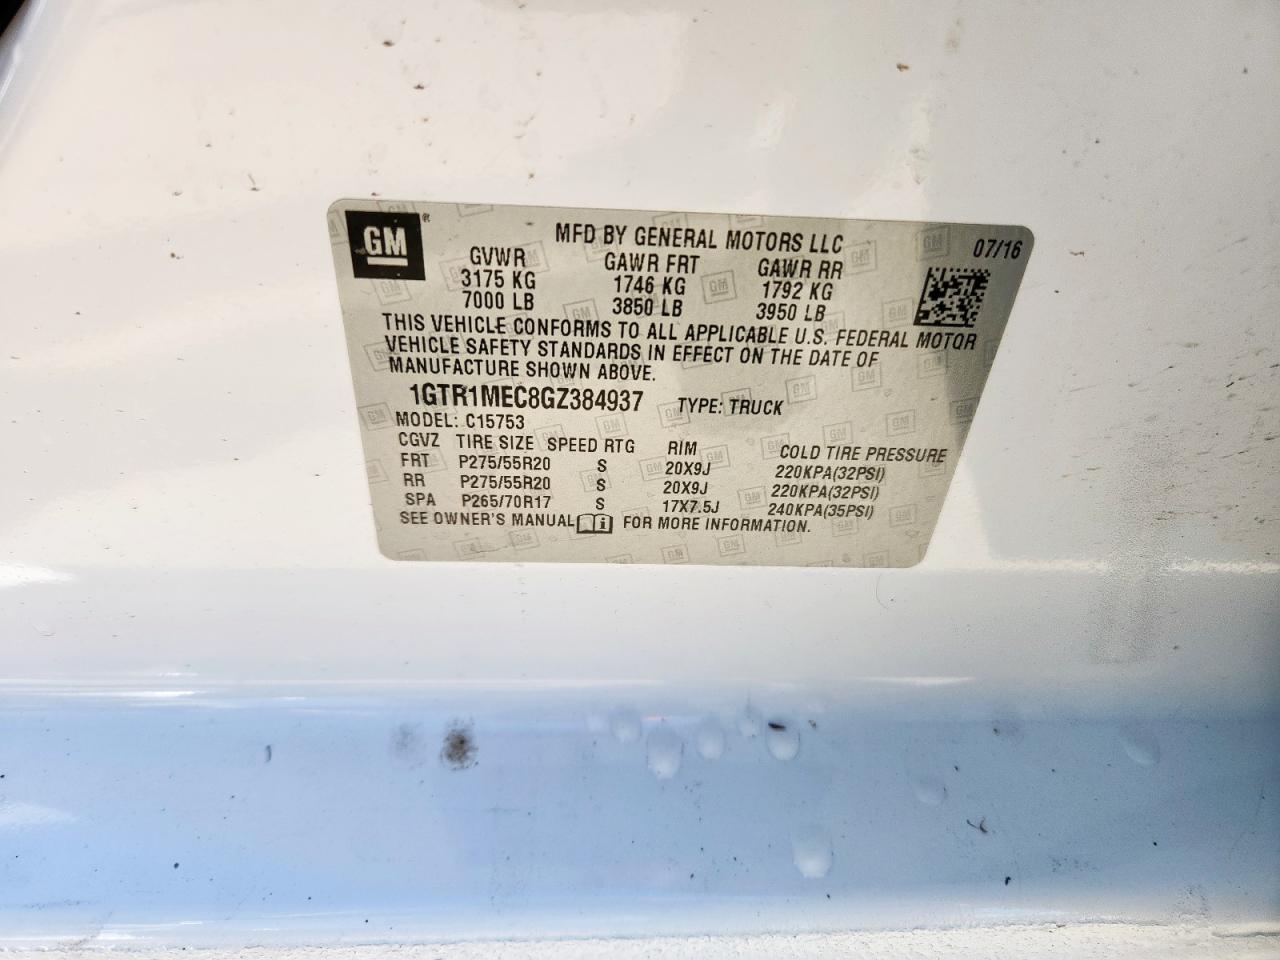 GM ® MFD BY GENERAL MOTORS LLC 07/16
GVWR GAWR FRT GAWR RR
3175 KG 1746 KG 1792 KG
7000 LB 3850 LB 3950 LB
THIS VEHICLE CONFORMS TO ALL APPLICABLE U.S. FEDERAL MOTOR
VEHICLE SAFETY STANDARDS IN EFFECT ON THE DATE OF
MANUFACTURE SHOWN ABOVE.
1GTR1MEC8GZ384937 TYPE: TRUCK
MODEL: C15753
CGVZ TIRE SIZE SPEED RTG RIM COLD TIRE PRESSURE
FRT P275/55R20 S 20X9J 220KPA(32PSI)
RR P275/55R20 S 20X9J 220KPA(32PSI)
SPA P265/70R17 S 17X7.5J 240KPA(35PSI)
SEE OWNER'S MANUAL i FOR MORE INFORMATION.